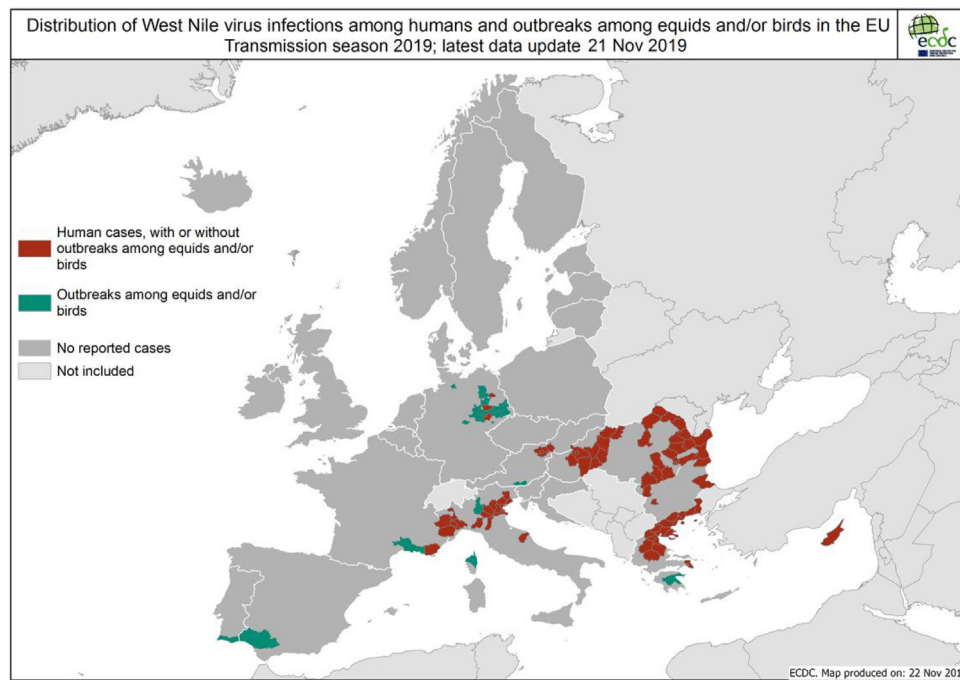 Distribution of West Nile virus infections among humans and outbreaks among equids and/or birds in the EU
Transmission season 2019; latest data update 21 Nov 2019
ecdc
Human cases, with or without
outbreaks among equids and/or
birds
Outbreaks among equids and/or
birds
No reported cases
Not included
ECDC. Map produced on: 22 Nov 201